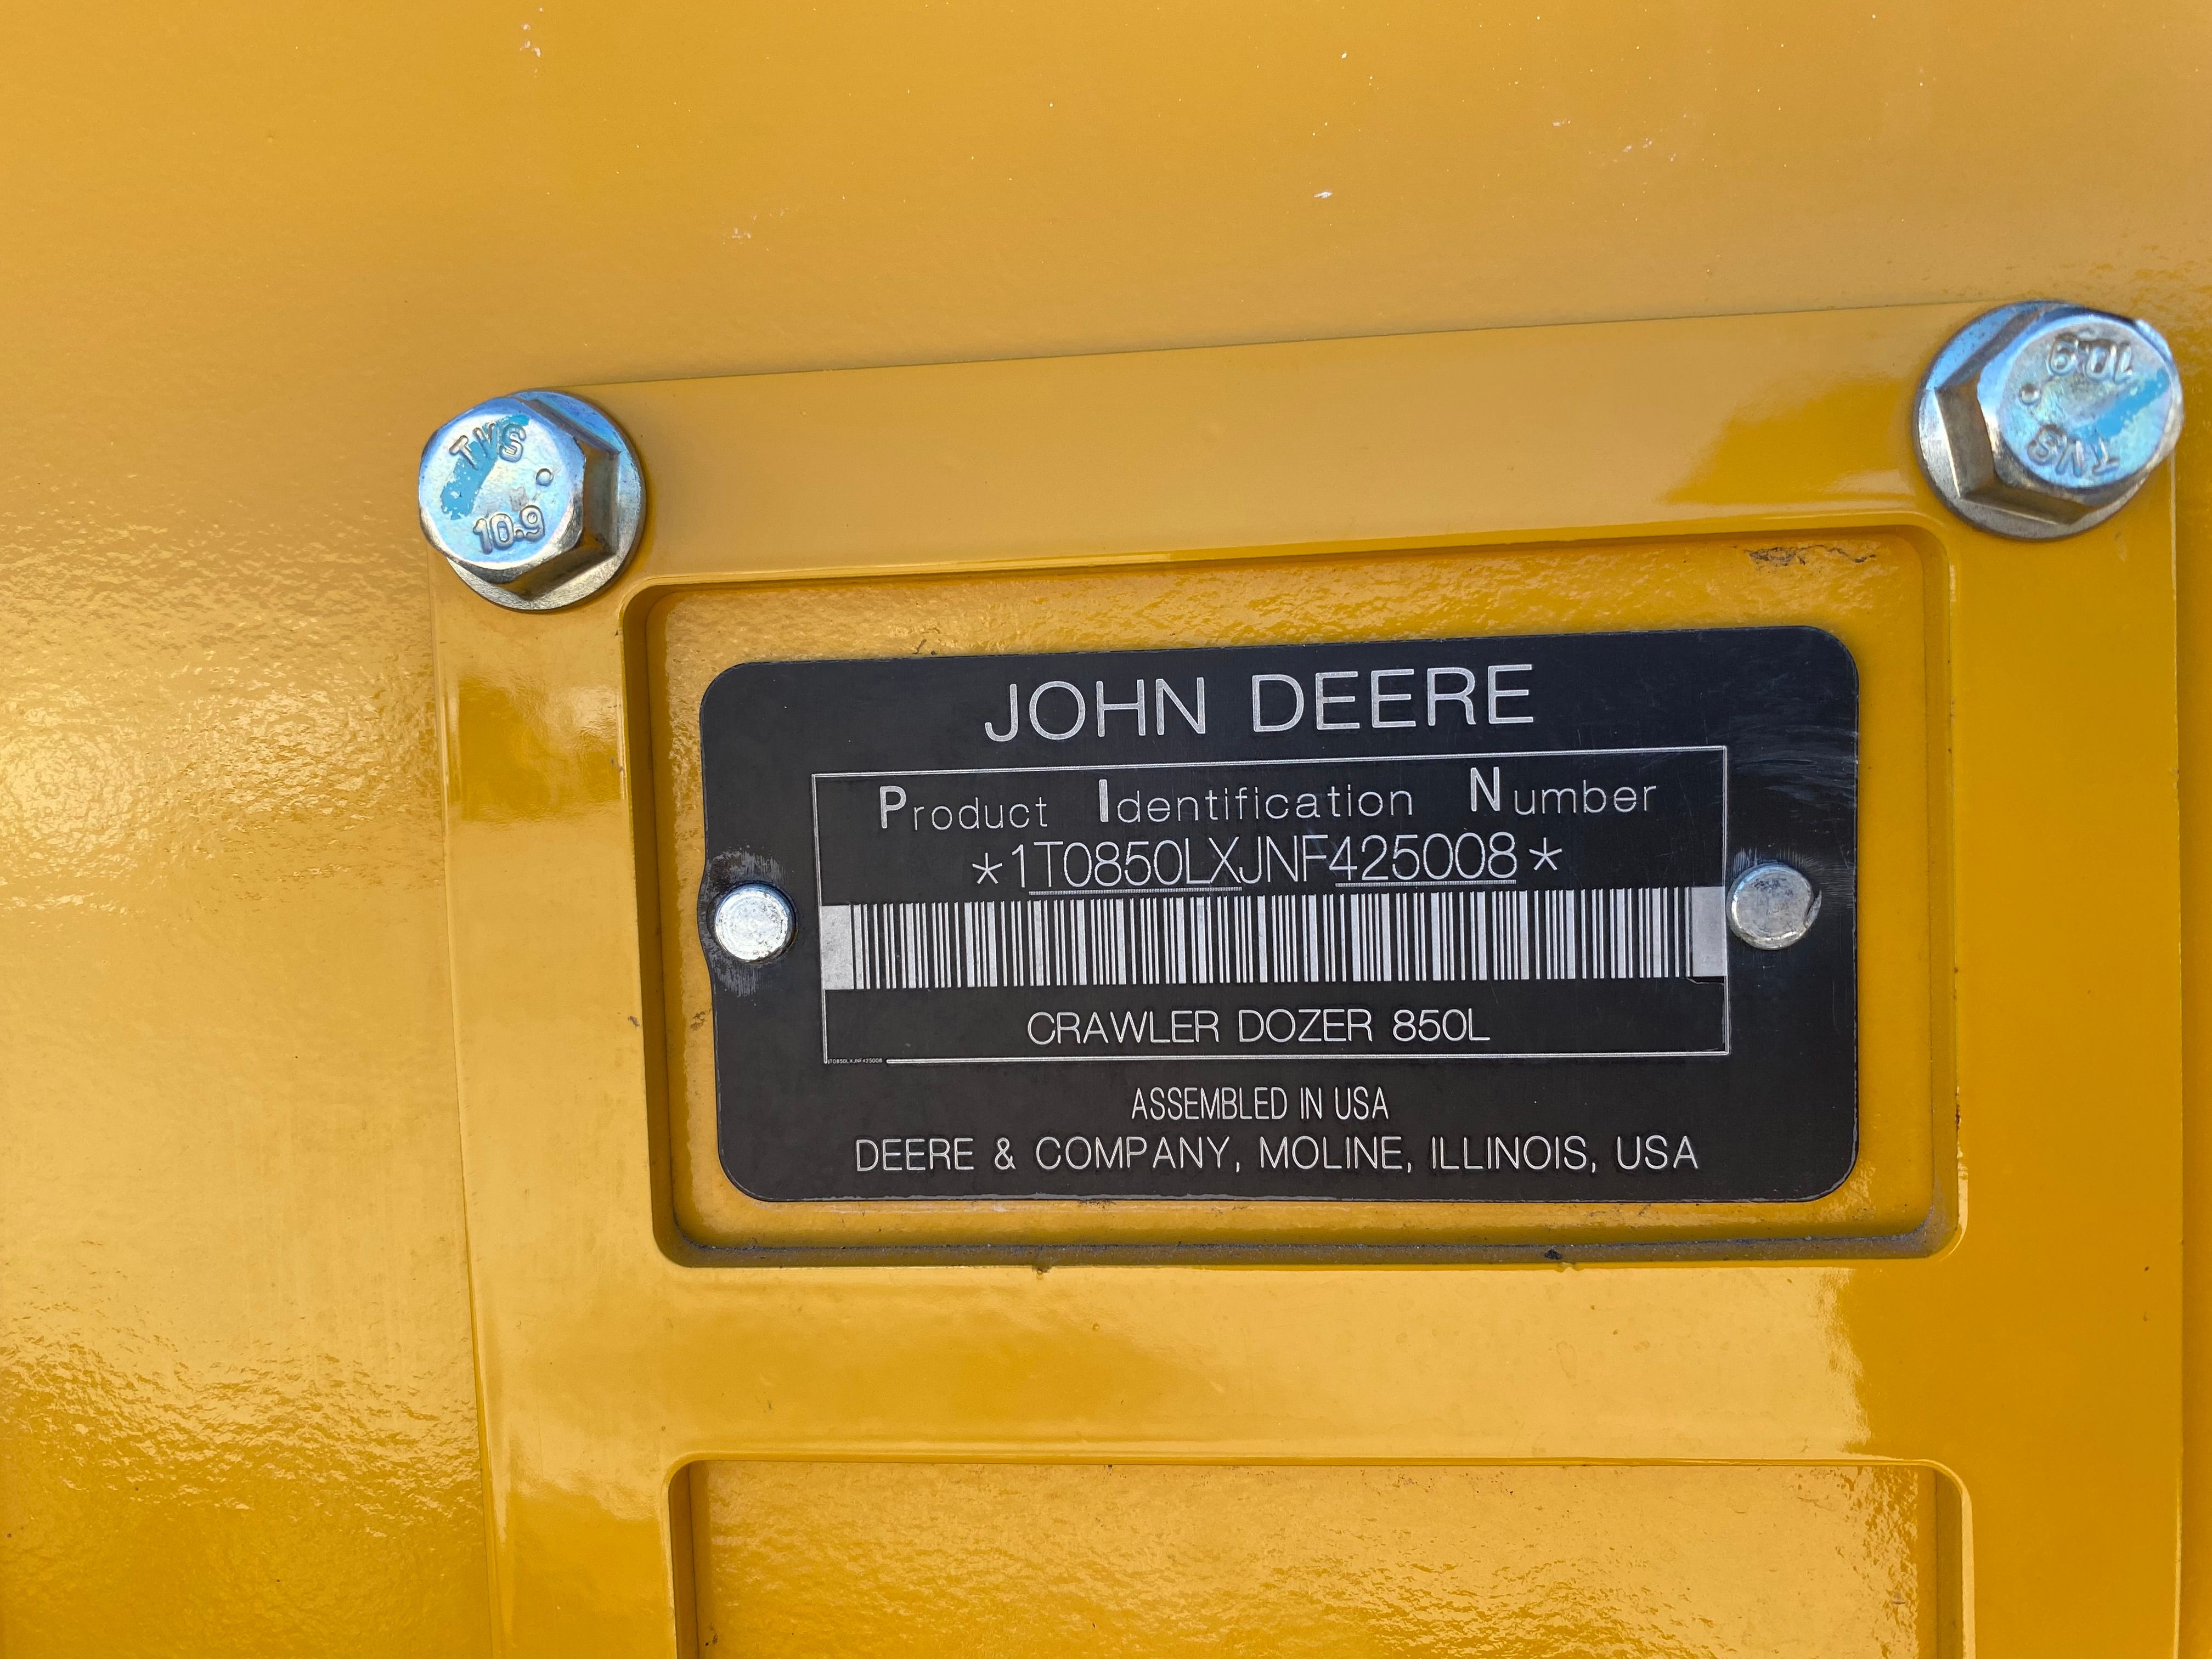 TVS
10.9
10.9
TVS
JOHN DEERE
Product Identification Number
*1T0850LXJNF425008*
CRAWLER DOZER 850L
1T0850LXJNF425008
ASSEMBLED IN USA
DEERE & COMPANY, MOLINE, ILLINOIS, USA